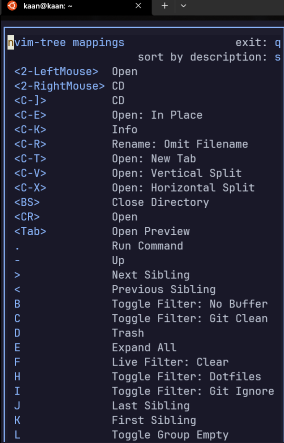 kaan@kaan: ~
nvim-tree mappings exit: q
sort by description: s
<2-LeftMouse> Open
<2-RightMouse> CD
<C-]> CD
<C-E> Open: In Place
<C-K> Info
<C-R> Rename: Omit Filename
<C-T> Open: New Tab
<C-V> Open: Vertical Split
<C-X> Open: Horizontal Split
<BS> Close Directory
<CR> Open
<Tab> Open Preview
. Run Command
- Up
> Next Sibling
< Previous Sibling
B Toggle Filter: No Buffer
C Toggle Filter: Git Clean
D Trash
E Expand All
F Live Filter: Clear
H Toggle Filter: Dotfiles
I Toggle Filter: Git Ignore
J Last Sibling
K First Sibling
L Toggle Group Empty